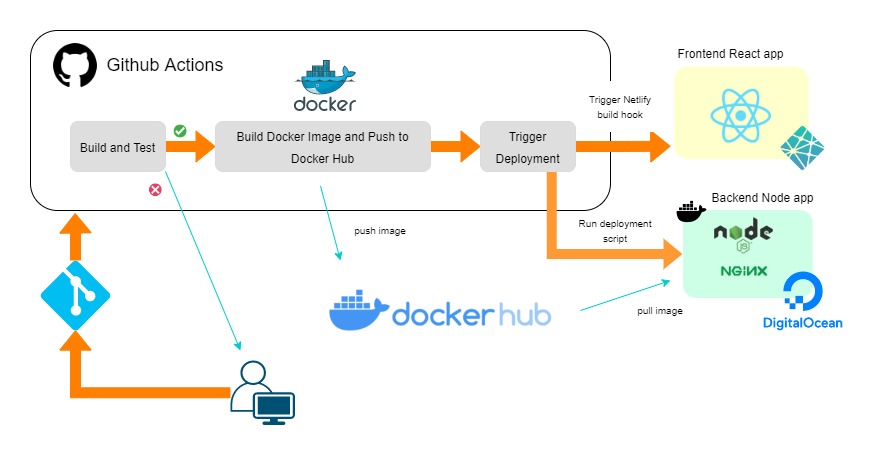 Github Actions
docker
Build and Test
Build Docker Image and Push to
Docker Hub
Trigger
Deployment
Trigger Netlify
build hook
Frontend React app
Backend Node app
Run deployment
script
node
JS
NGINX
DigitalOcean
push image
docker hub
pull image